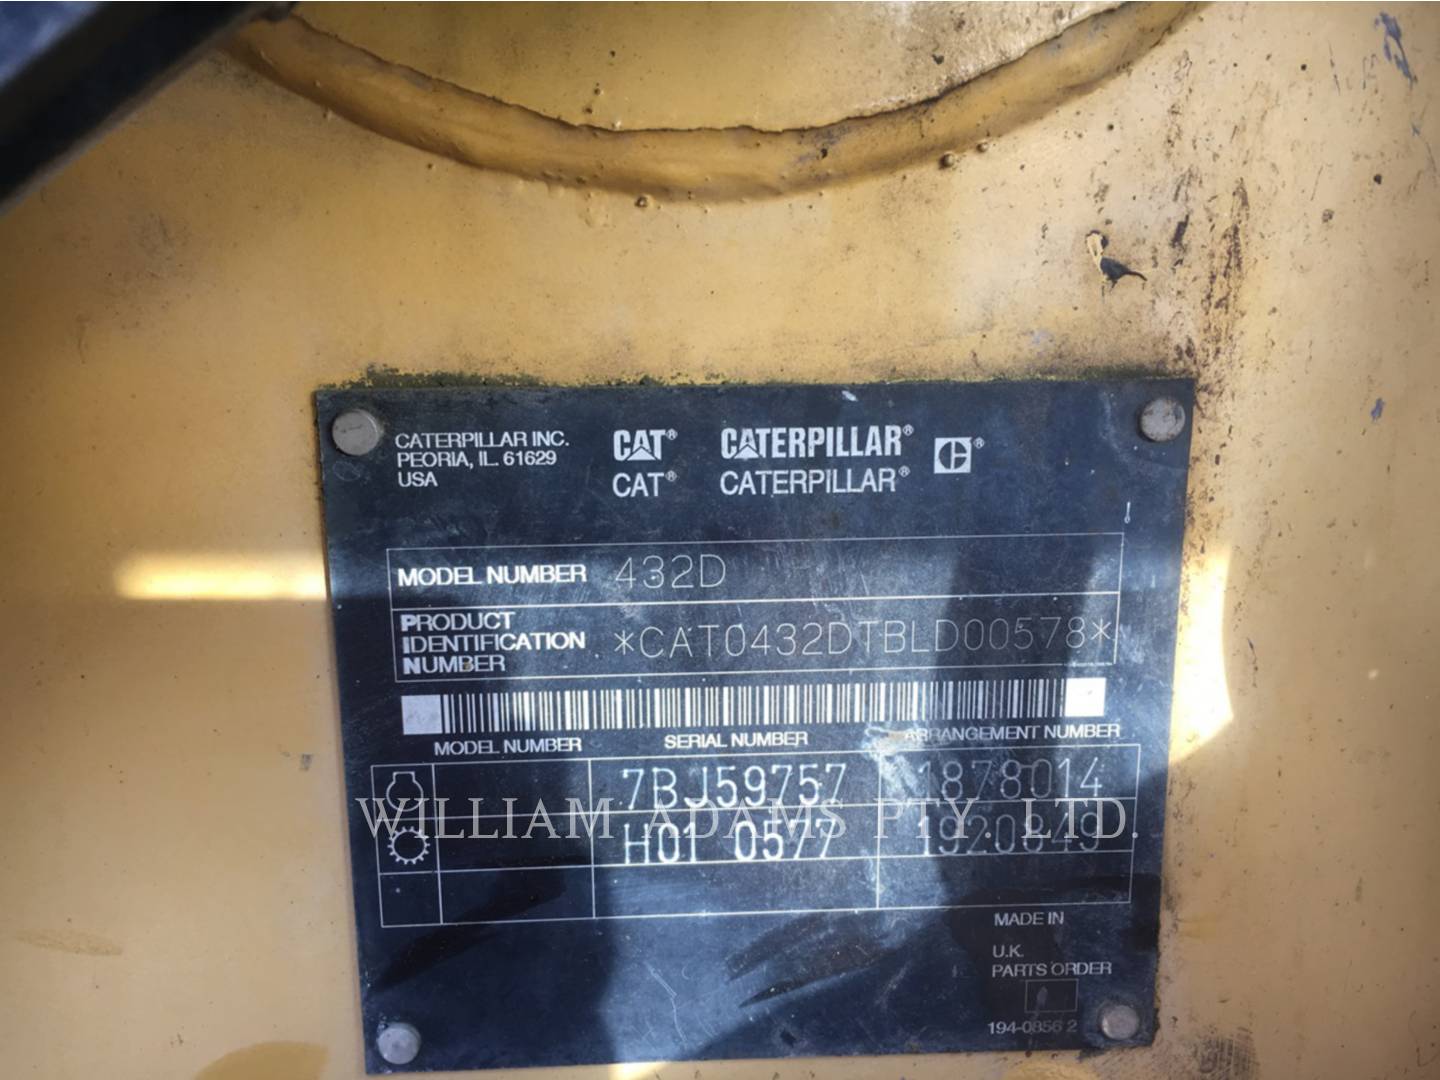 CATERPILLAR INC.
PEORIA, IL. 61629
USA
CAT® CATERPILLAR® ®
CAT® CATERPILLAR®
MODEL NUMBER 432D
PRODUCT IDENTIFICATION NUMBER *CAT0432DTBLD00578*
MODEL NUMBER SERIAL NUMBER ARRANGEMENT NUMBER
7BJ59757 1878014
WILLIAM ADAMS PTY. LTD.
H01 0577 1920849
MADE IN
U.K.
PARTS ORDER
194-0856 2